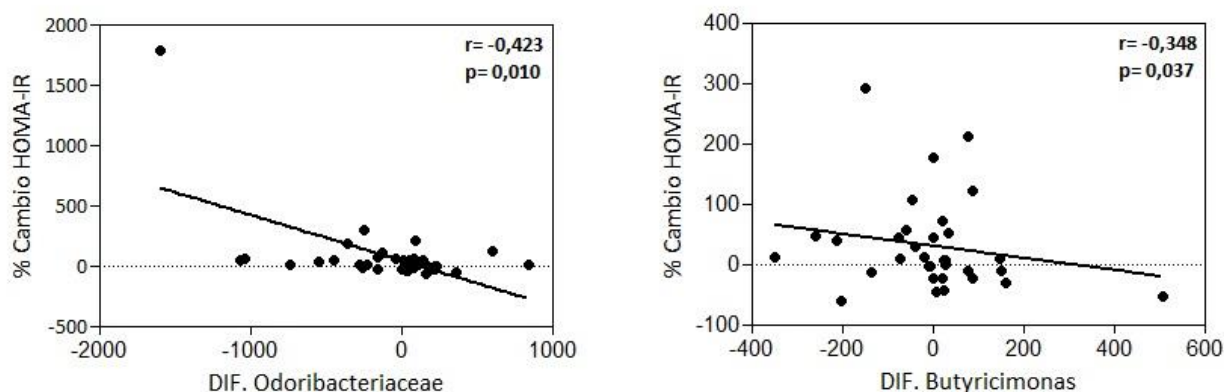 2000
1500
1000
500
0
-500
-2000
-1000
0
1000
% Cambio HOMA-IR
DIF. Odoribacteriaceae
r= -0,423
p= 0,010
400
300
200
100
0
-100
-400
-200
0
200
400
600
% Cambio HOMA-IR
DIF. Butyricimonas
r= -0,348
p= 0,037